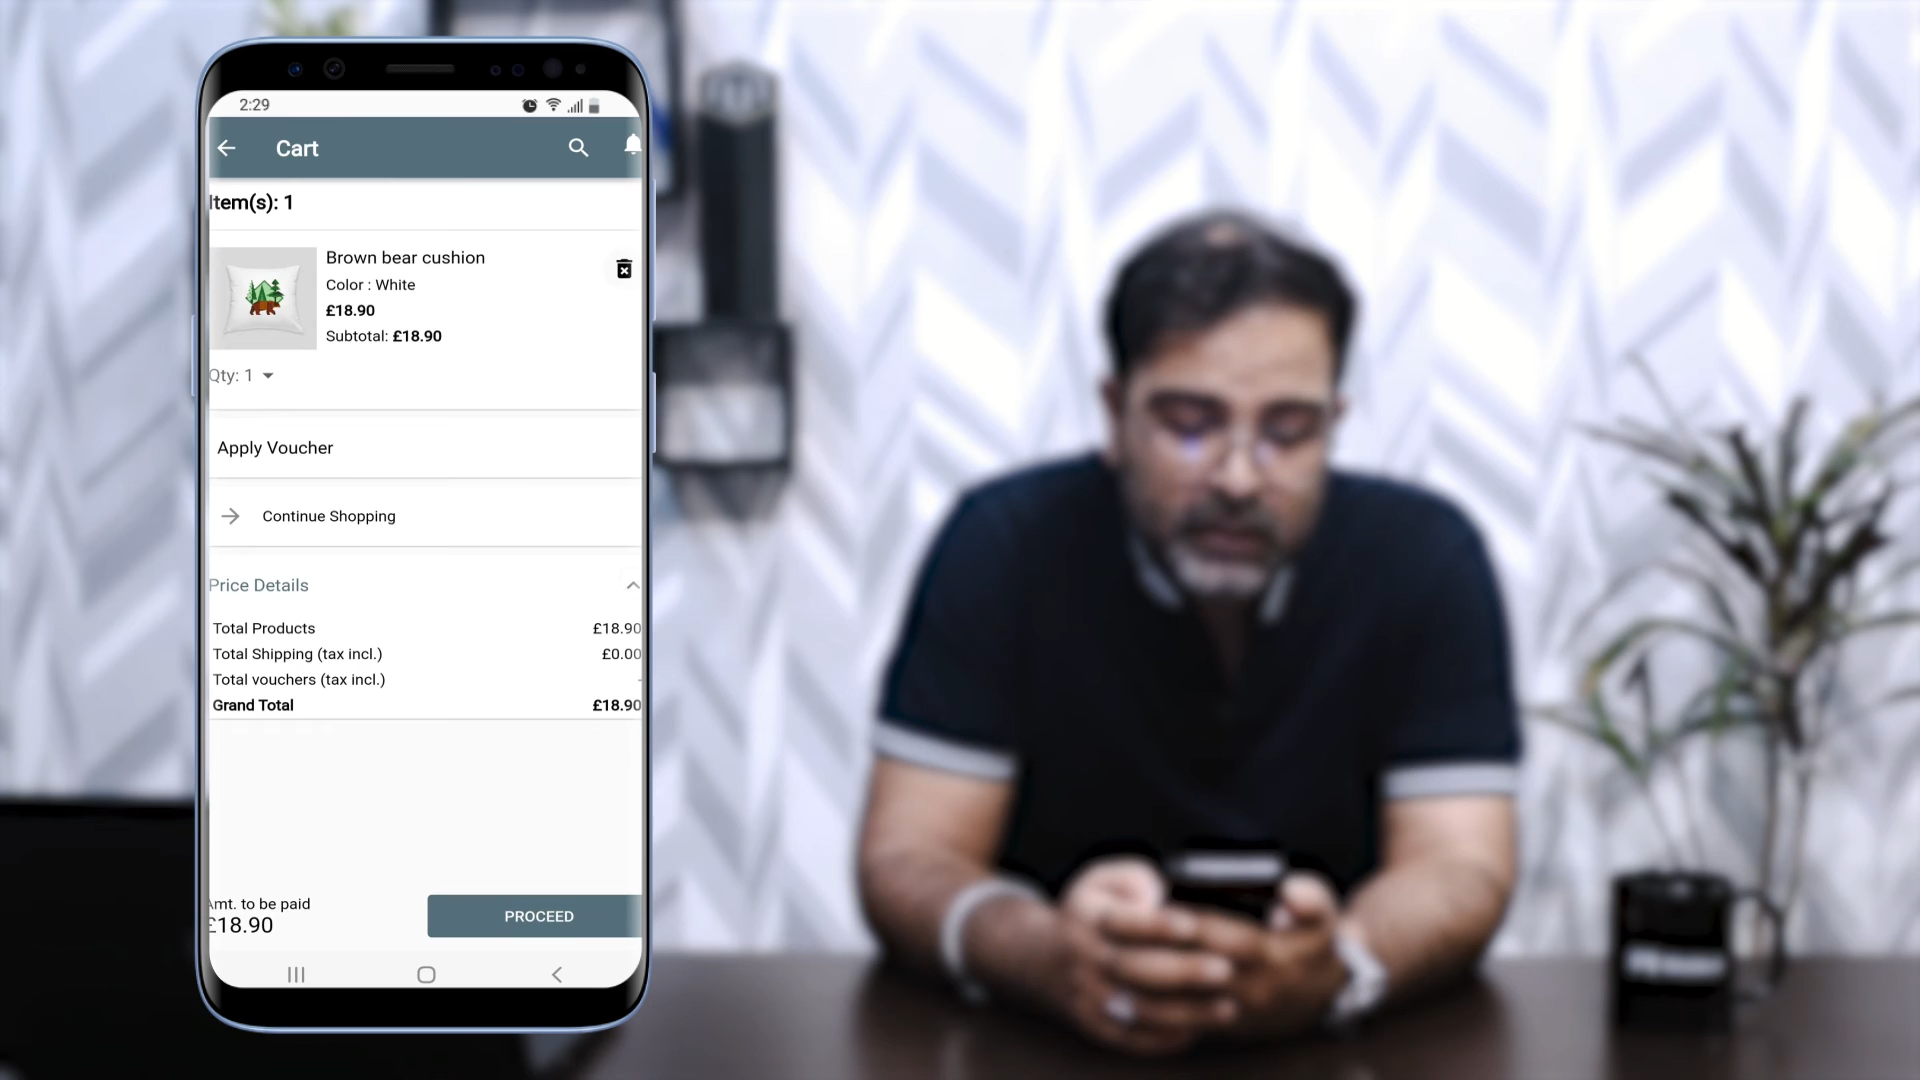 2:29
Cart
Item(s): 1
Brown bear cushion
Color : White
£18.90
Subtotal: £18.90
Qty: 1
Apply Voucher
Continue Shopping
Price Details
Total Products £18.90
Total Shipping (tax incl.) £0.00
Total vouchers (tax incl.) -
Grand Total £18.90
Amt. to be paid
£18.90
PROCEED